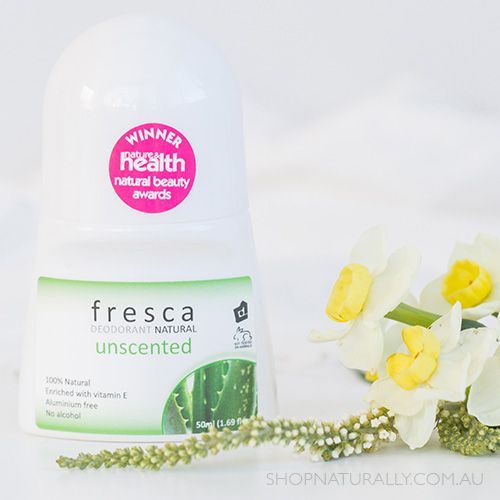 WINNER
nature &
health
natural beauty
awards
fresca
DEODORANT NATURAL
unscented
d.
100% Natural
Enriched with vitamin E
Aluminium free
No alcohol
50ml (1.69 fl
SHOPNATURALLY.COM.AU